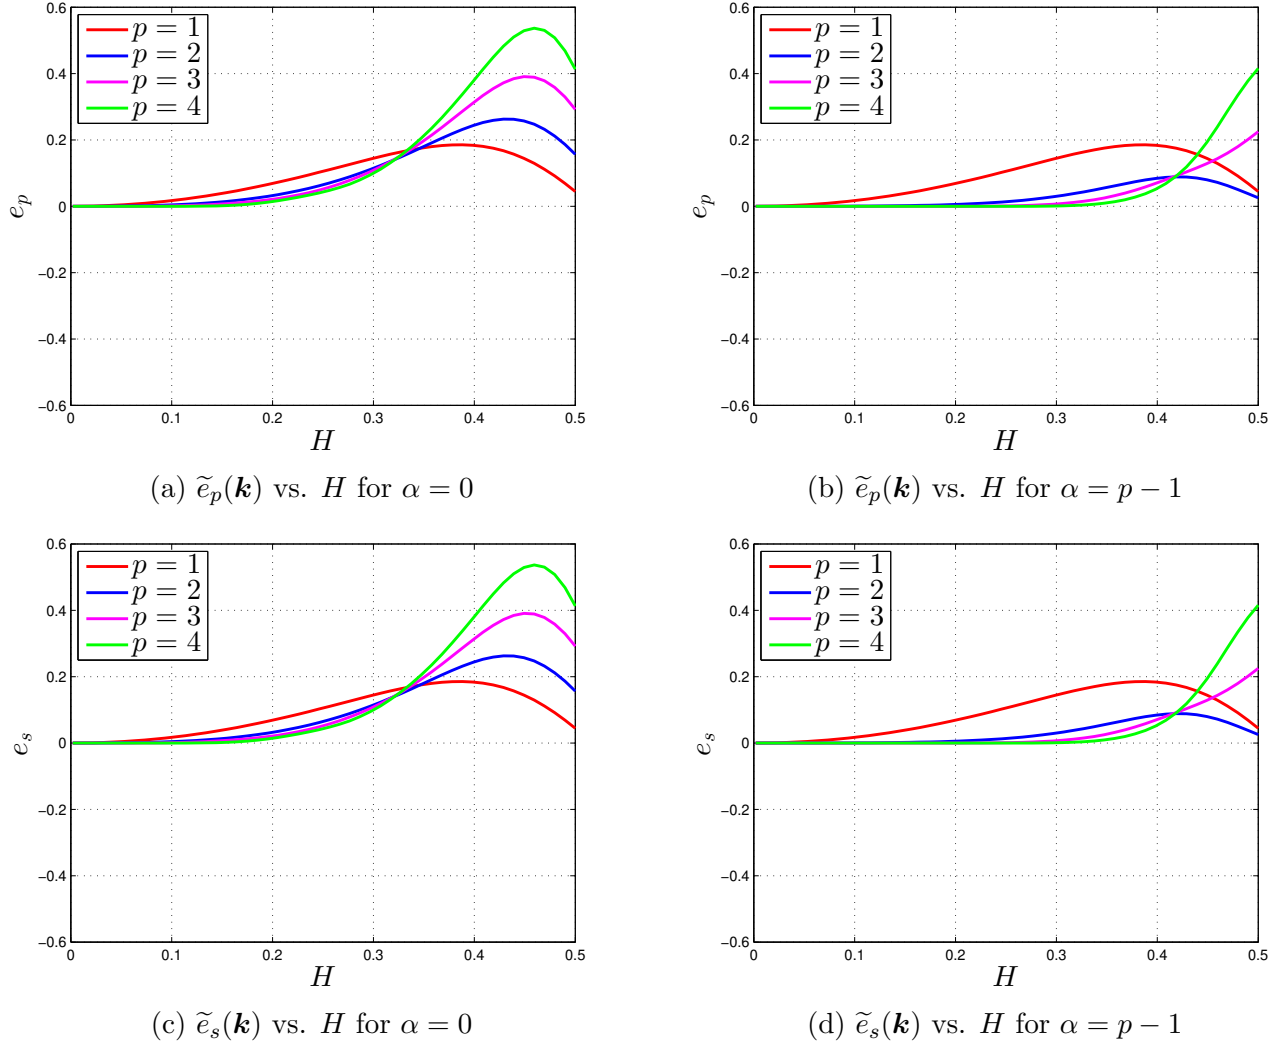 0.6
0.4
0.2
0
−0.2
−0.4
−0.6
p = 1
p = 2
p = 3
p = 4
e_p
0 0.1 0.2 0.3 0.4 0.5
H
(a) ẽ_p(k) vs. H for α = 0
0.6
0.4
0.2
0
−0.2
−0.4
−0.6
p = 1
p = 2
p = 3
p = 4
e_p
0 0.1 0.2 0.3 0.4 0.5
H
(b) ẽ_p(k) vs. H for α = p − 1
0.6
0.4
0.2
0
−0.2
−0.4
−0.6
p = 1
p = 2
p = 3
p = 4
e_s
0 0.1 0.2 0.3 0.4 0.5
H
(c) ẽ_s(k) vs. H for α = 0
0.6
0.4
0.2
0
−0.2
−0.4
−0.6
p = 1
p = 2
p = 3
p = 4
e_s
0 0.1 0.2 0.3 0.4 0.5
H
(d) ẽ_s(k) vs. H for α = p − 1